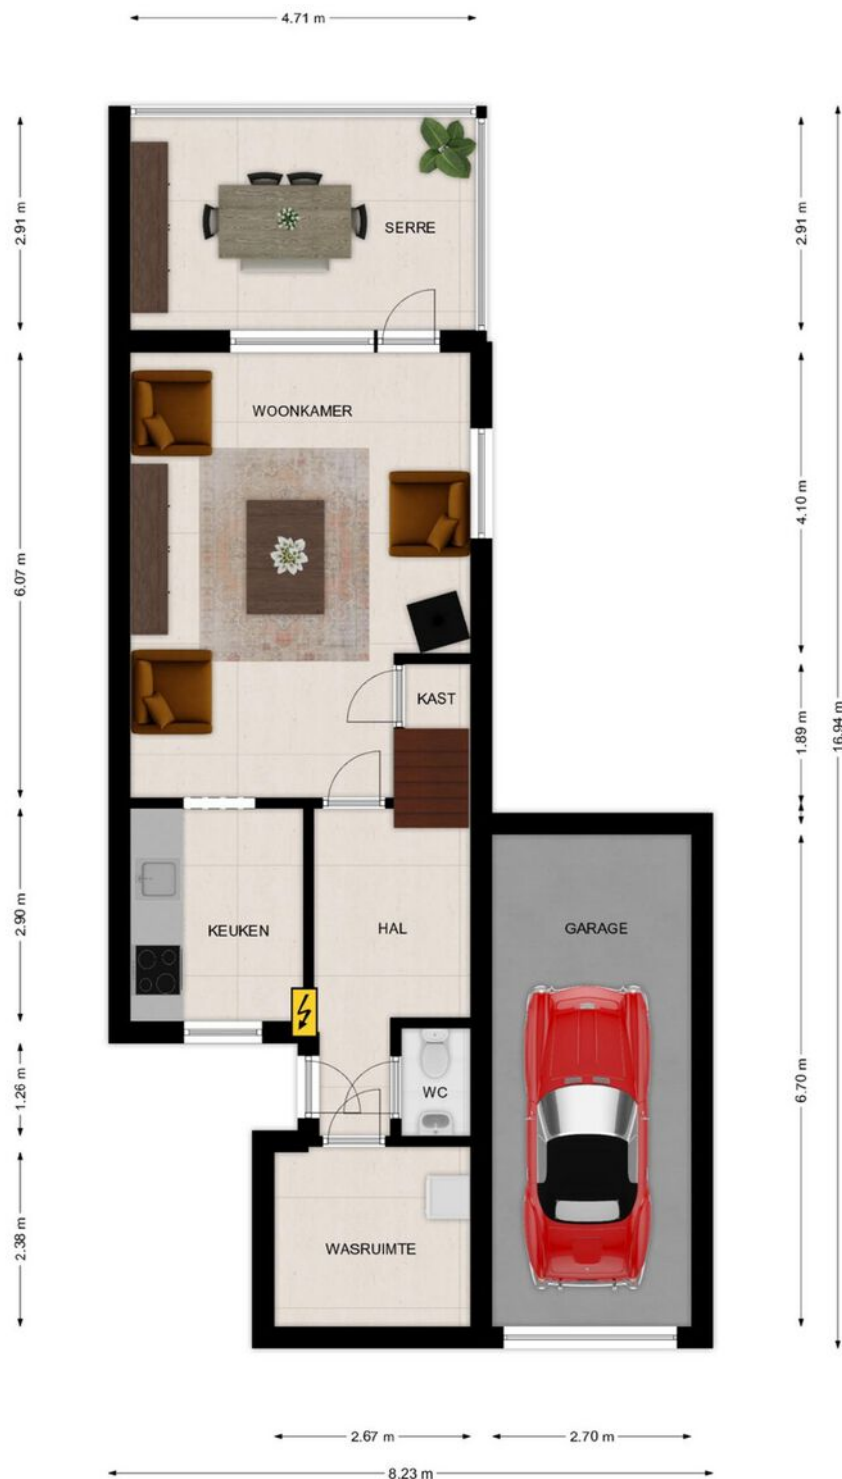 4.71 m
2.91 m
2.91 m
SERRE
WOONKAMER
6.07 m
4.10 m
KAST
1.89 m
16.94 m
2.90 m
KEUKEN
HAL
GARAGE
1.26 m
WC
6.70 m
2.38 m
WASRUIMTE
2.67 m
2.70 m
8.23 m